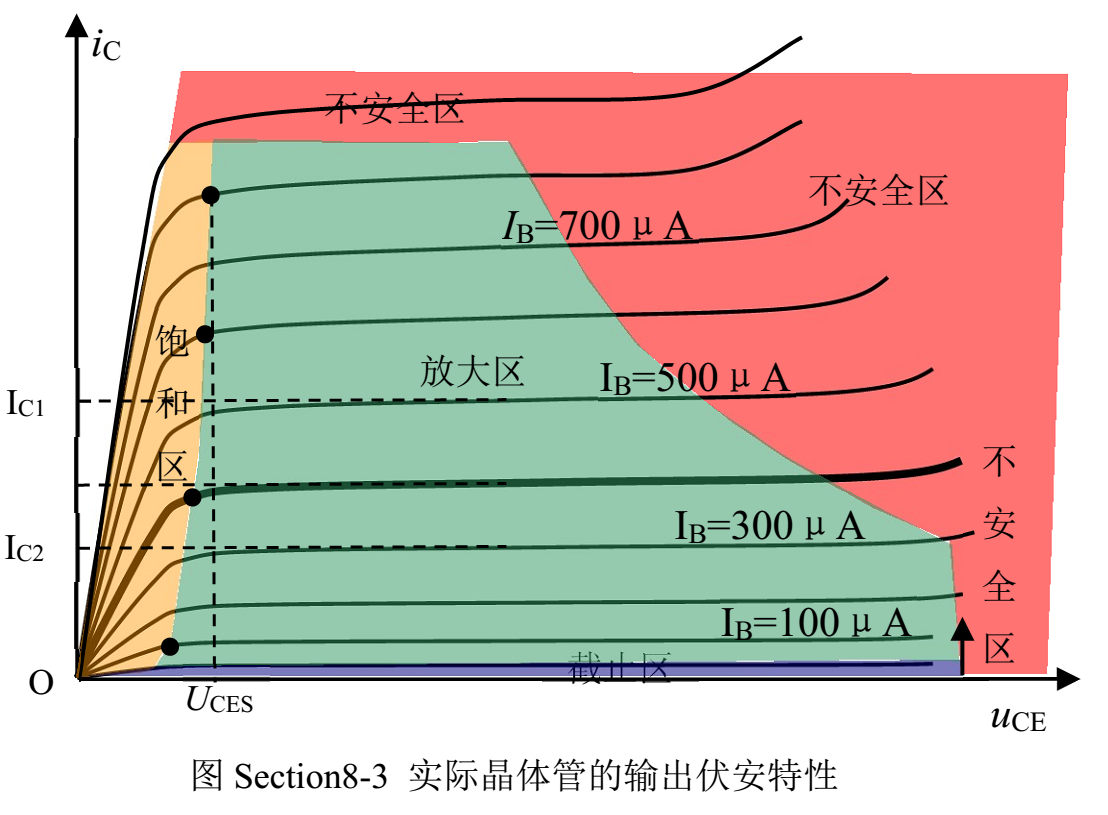 iC
不安全区
不安全区
IB=700 μ A
饱
和
区
放大区
IB=500 μ A
IC1
不
安
全
区
IB=300 μ A
IC2
IB=100 μ A
截止区
O
UCES
uCE
图 Section8-3 实际晶体管的输出伏安特性